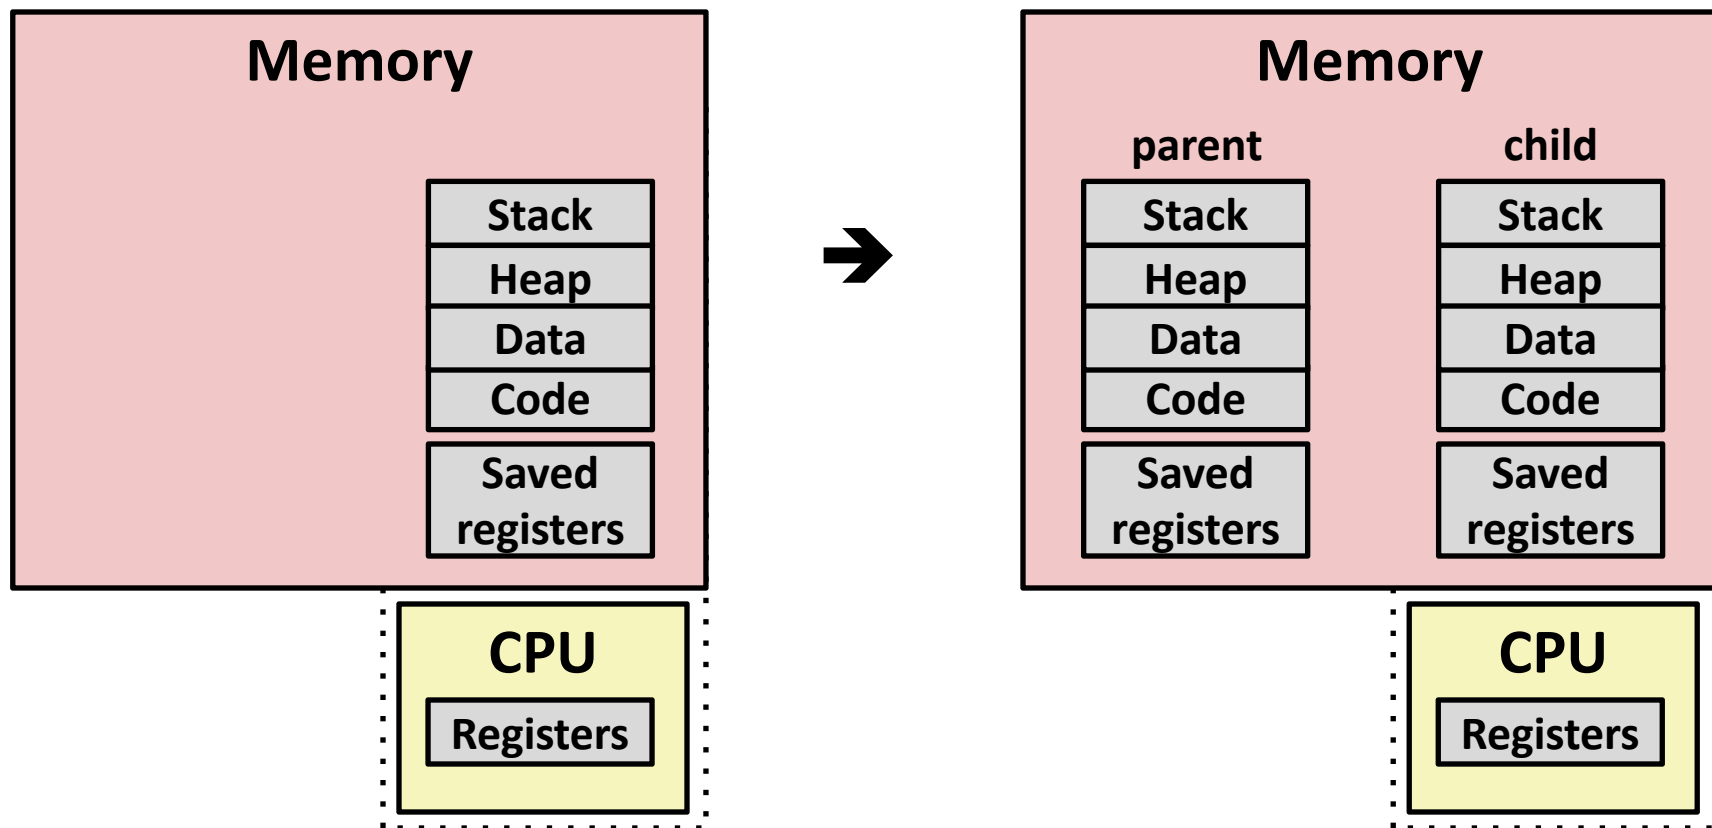 Memory
Stack
Heap
Data
Code
Saved
registers
CPU
Registers
Memory
parent
child
Stack
Heap
Data
Code
Saved
registers
Stack
Heap
Data
Code
Saved
registers
CPU
Registers